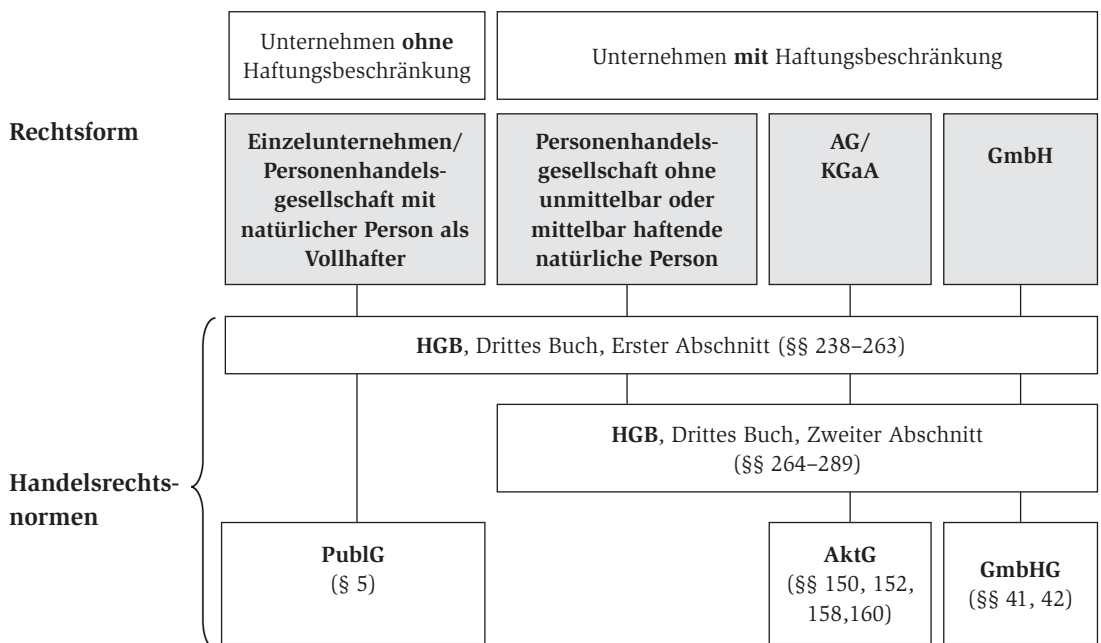 Unternehmen ohne
Haftungsbeschränkung
Unternehmen mit Haftungsbeschränkung
Rechtsform
Einzelunternehmen/
Personenhandels-
gesellschaft mit
natürlicher Person als
Vollhafter
Personenhandels-
gesellschaft ohne
unmittelbar oder
mittelbar haftende
natürliche Person
AG/
KGaA
GmbH
HGB, Drittes Buch, Erster Abschnitt (§§ 238–263)
HGB, Drittes Buch, Zweiter Abschnitt
(§§ 264–289)
Handelsrechts-
normen
PublG
(§ 5)
AktG
(§§ 150, 152,
158,160)
GmbHG
(§§ 41, 42)